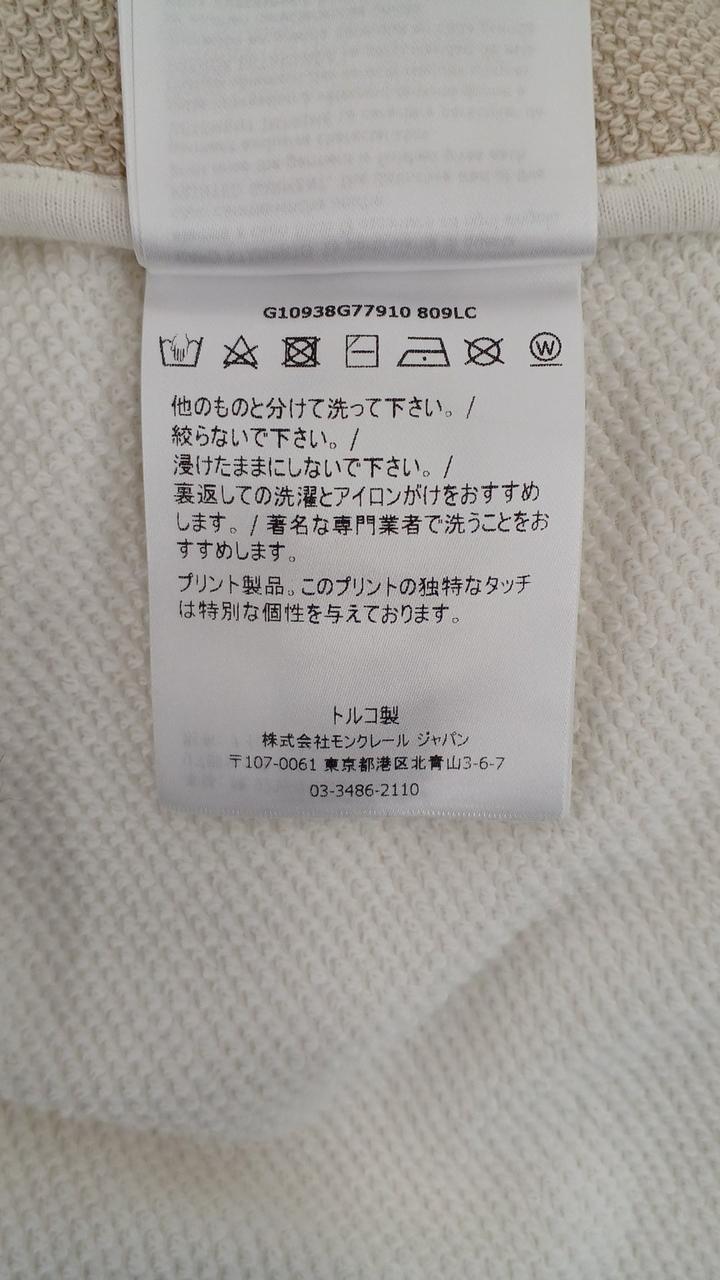 G10938G77910 809LC
W
他のものと分けて洗って下さい。/
絞らないで下さい。/
浸けたままにしないで下さい。/
裏返しての洗濯とアイロンがけをおすすめ
します。/ 著名な専門業者で洗うことをお
すすめします。
プリント製品。このプリントの独特なタッチ
は特別な個性を与えております。
トルコ製
株式会社モンクレール ジャパン
〒107-0061 東京都港区北青山3-6-7
03-3486-2110